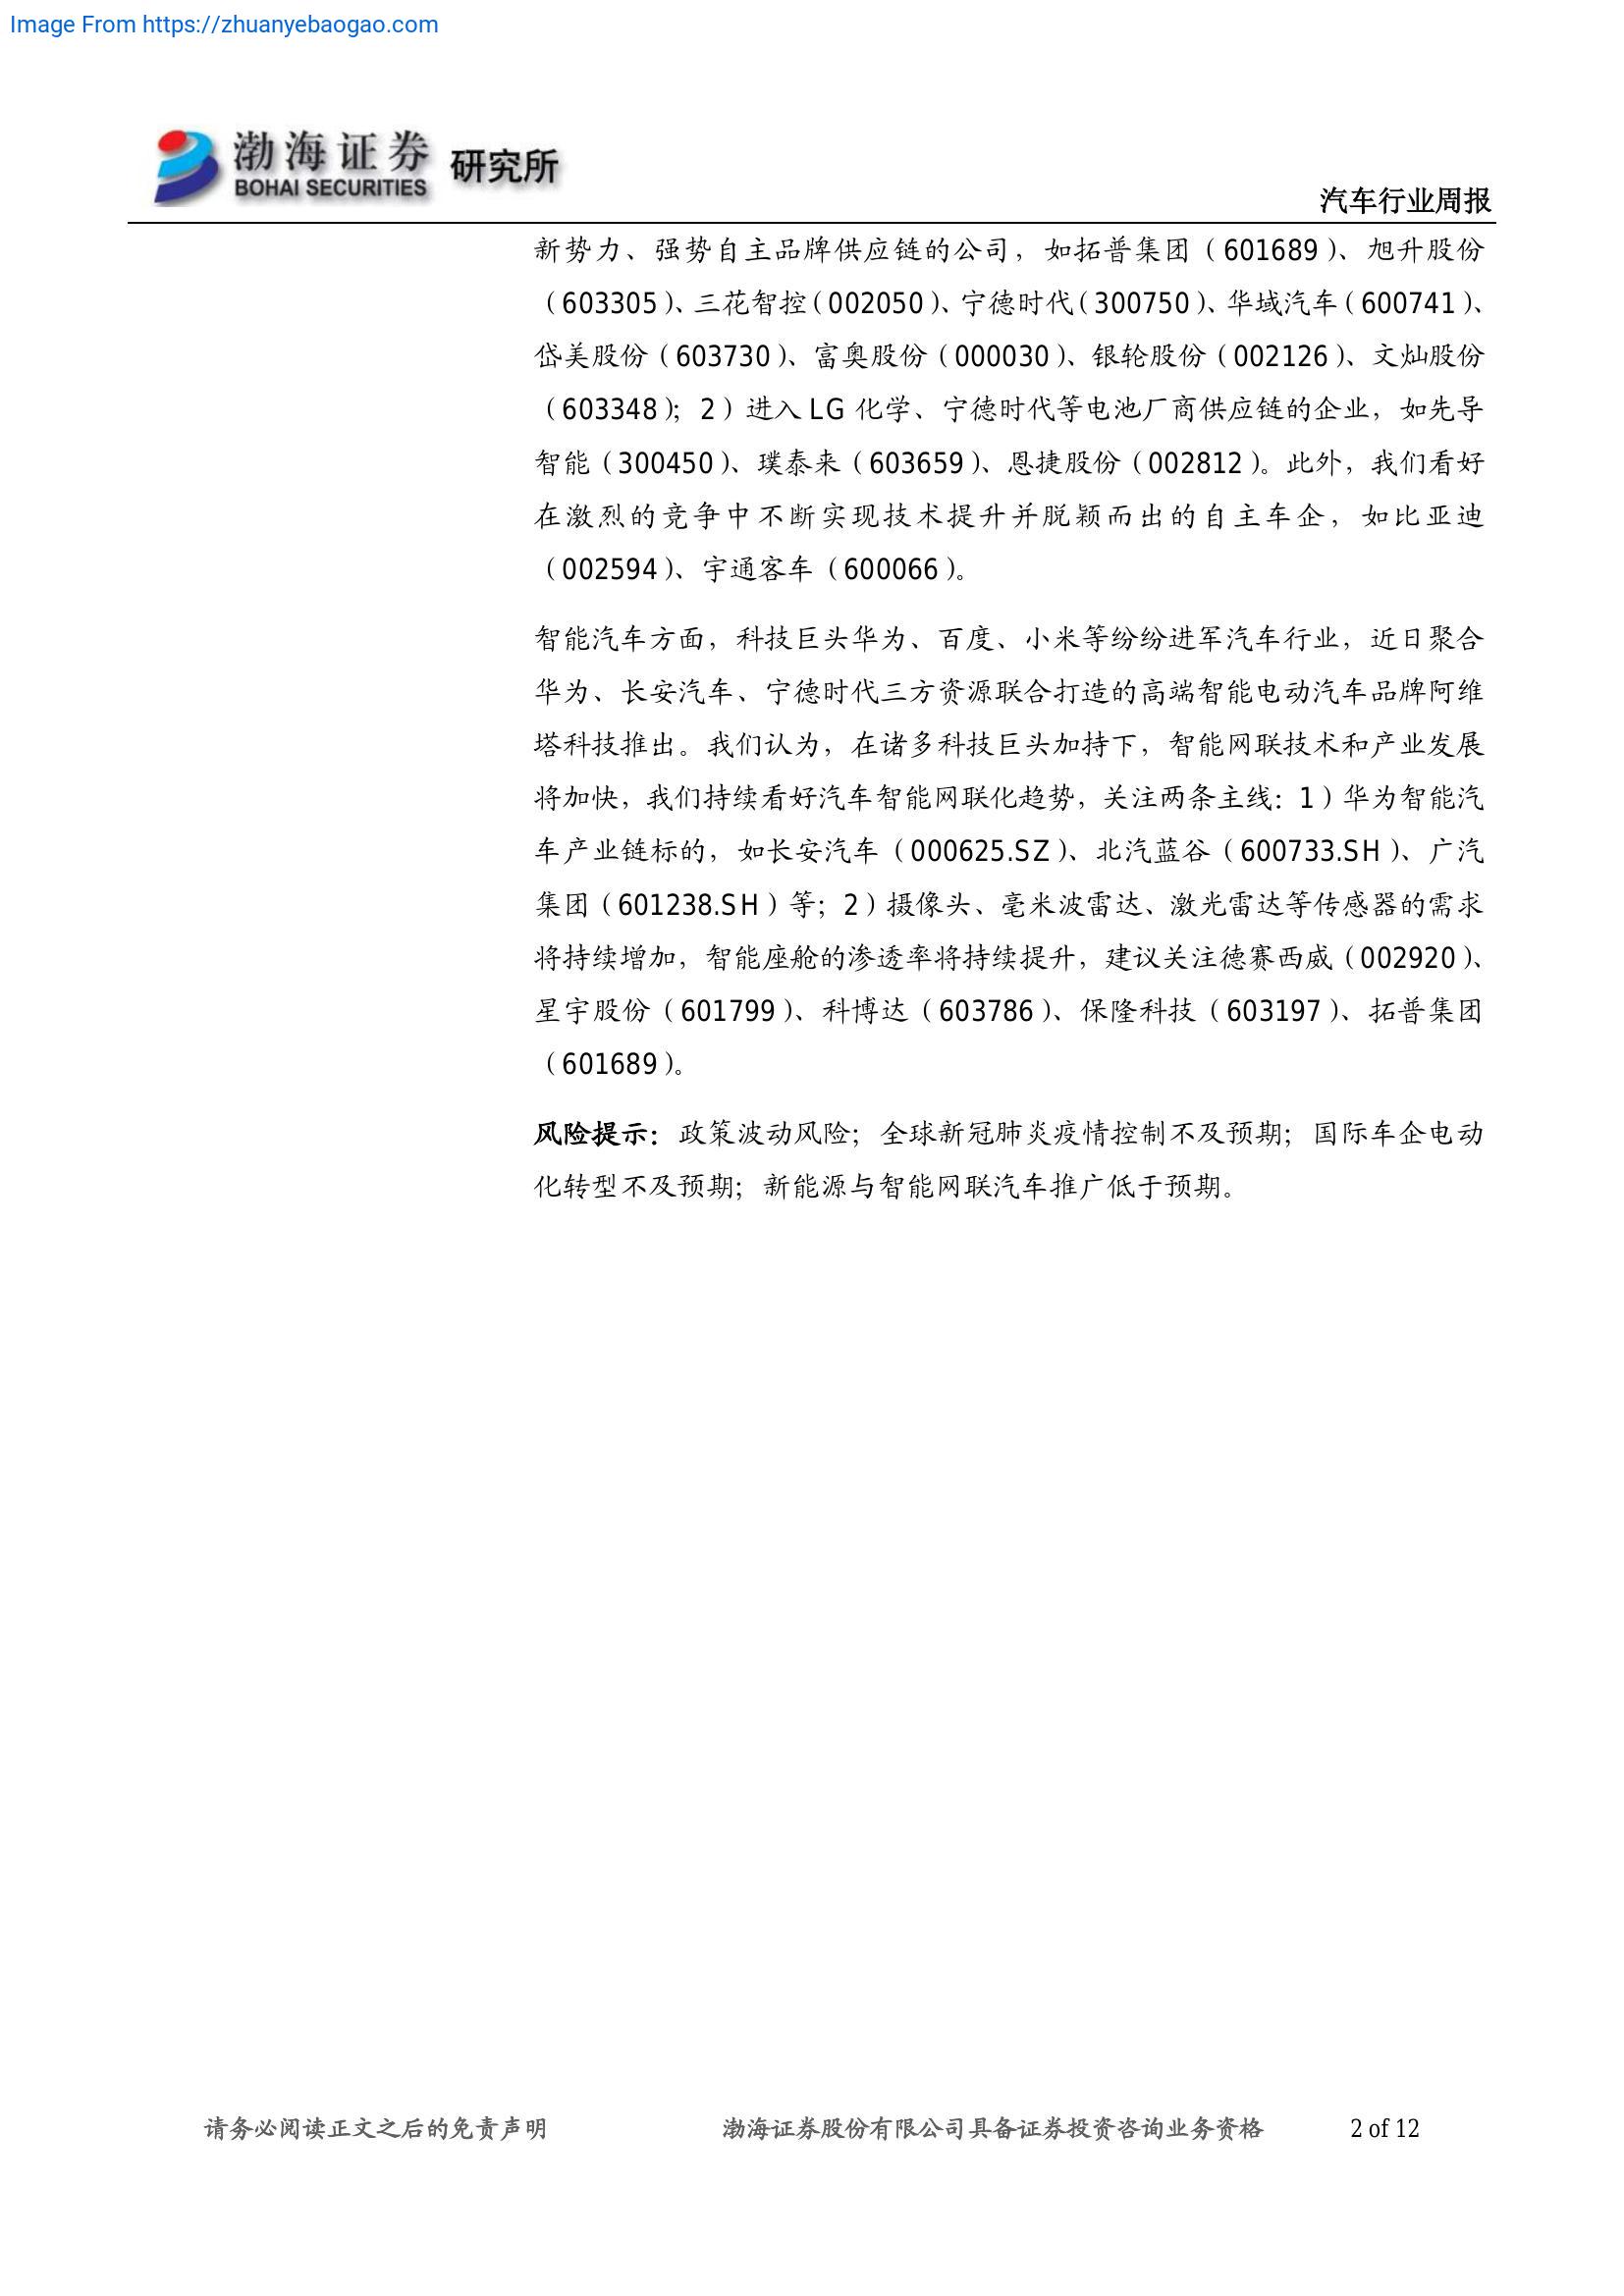 Image From https://zhuanyebaogao.com
渤海证券 研究所
BOHAI SECURITIES
汽车行业周报
新势力、强势自主品牌供应链的公司，如拓普集团（601689）、旭升股份
（603305）、三花智控（002050）、宁德时代（300750）、华域汽车（600741）、
岱美股份（603730）、富奥股份（000030）、银轮股份（002126）、文灿股份
（603348）；2）进入 LG 化学、宁德时代等电池厂商供应链的企业，如先导
智能（300450）、璞泰来（603659）、恩捷股份（002812）。此外，我们看好
在激烈的竞争中不断实现技术提升并脱颖而出的自主车企，如比亚迪
（002594）、宇通客车（600066）。
智能汽车方面，科技巨头华为、百度、小米等纷纷进军汽车行业，近日聚合
华为、长安汽车、宁德时代三方资源联合打造的高端智能电动汽车品牌阿维
塔科技推出。我们认为，在诸多科技巨头加持下，智能网联技术和产业发展
将加快，我们持续看好汽车智能网联化趋势，关注两条主线：1）华为智能汽
车产业链标的，如长安汽车（000625.SZ）、北汽蓝谷（600733.SH）、广汽
集团（601238.SH）等；2）摄像头、毫米波雷达、激光雷达等传感器的需求
将持续增加，智能座舱的渗透率将持续提升，建议关注德赛西威（002920）、
星宇股份（601799）、科博达（603786）、保隆科技（603197）、拓普集团
（601689）。
风险提示：政策波动风险；全球新冠肺炎疫情控制不及预期；国际车企电动
化转型不及预期；新能源与智能网联汽车推广低于预期。
请务必阅读正文之后的免责声明 渤海证券股份有限公司具备证券投资咨询业务资格 2 of 12